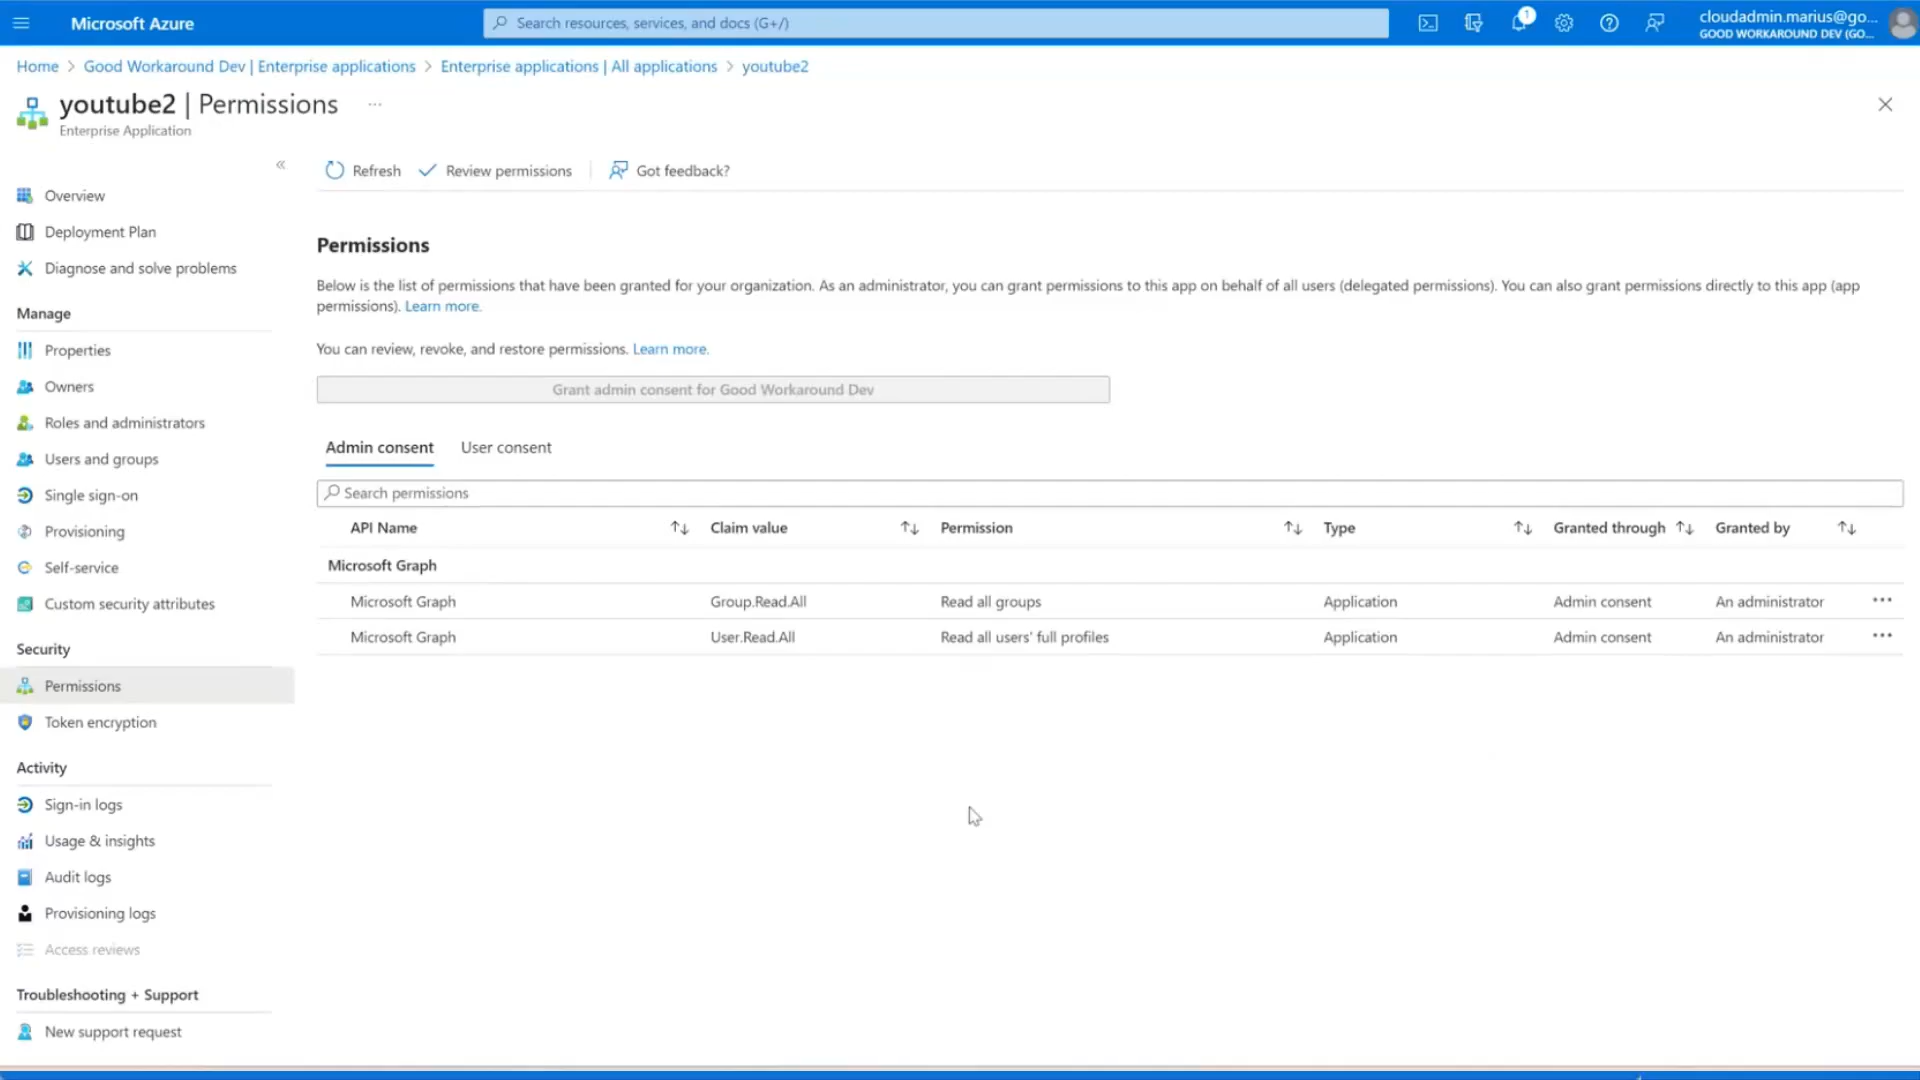 Microsoft Azure
Search resources, services, and docs (G+/)
1
cloudadmin.marius@go...
GOOD WORKAROUND DEV (GO...
Home > Good Workaround Dev | Enterprise applications > Enterprise applications | All applications > youtube2
youtube2 | Permissions ...
Enterprise Application
Overview
Deployment Plan
Diagnose and solve problems
Manage
Properties
Owners
Roles and administrators
Users and groups
Single sign-on
Provisioning
Self-service
Custom security attributes
Security
Permissions
Token encryption
Activity
Sign-in logs
Usage & insights
Audit logs
Provisioning logs
Access reviews
Troubleshooting + Support
New support request
Refresh Review permissions Got feedback?
Permissions
Below is the list of permissions that have been granted for your organization. As an administrator, you can grant permissions to this app on behalf of all users (delegated permissions). You can also grant permissions directly to this app (app
permissions). Learn more.
You can review, revoke, and restore permissions. Learn more.
Grant admin consent for Good Workaround Dev
Admin consent User consent
Search permissions
API Name Claim value Permission Type Granted through Granted by
Microsoft Graph
Microsoft Graph Group.Read.All Read all groups Application Admin consent An administrator ...
Microsoft Graph User.Read.All Read all users' full profiles Application Admin consent An administrator ...